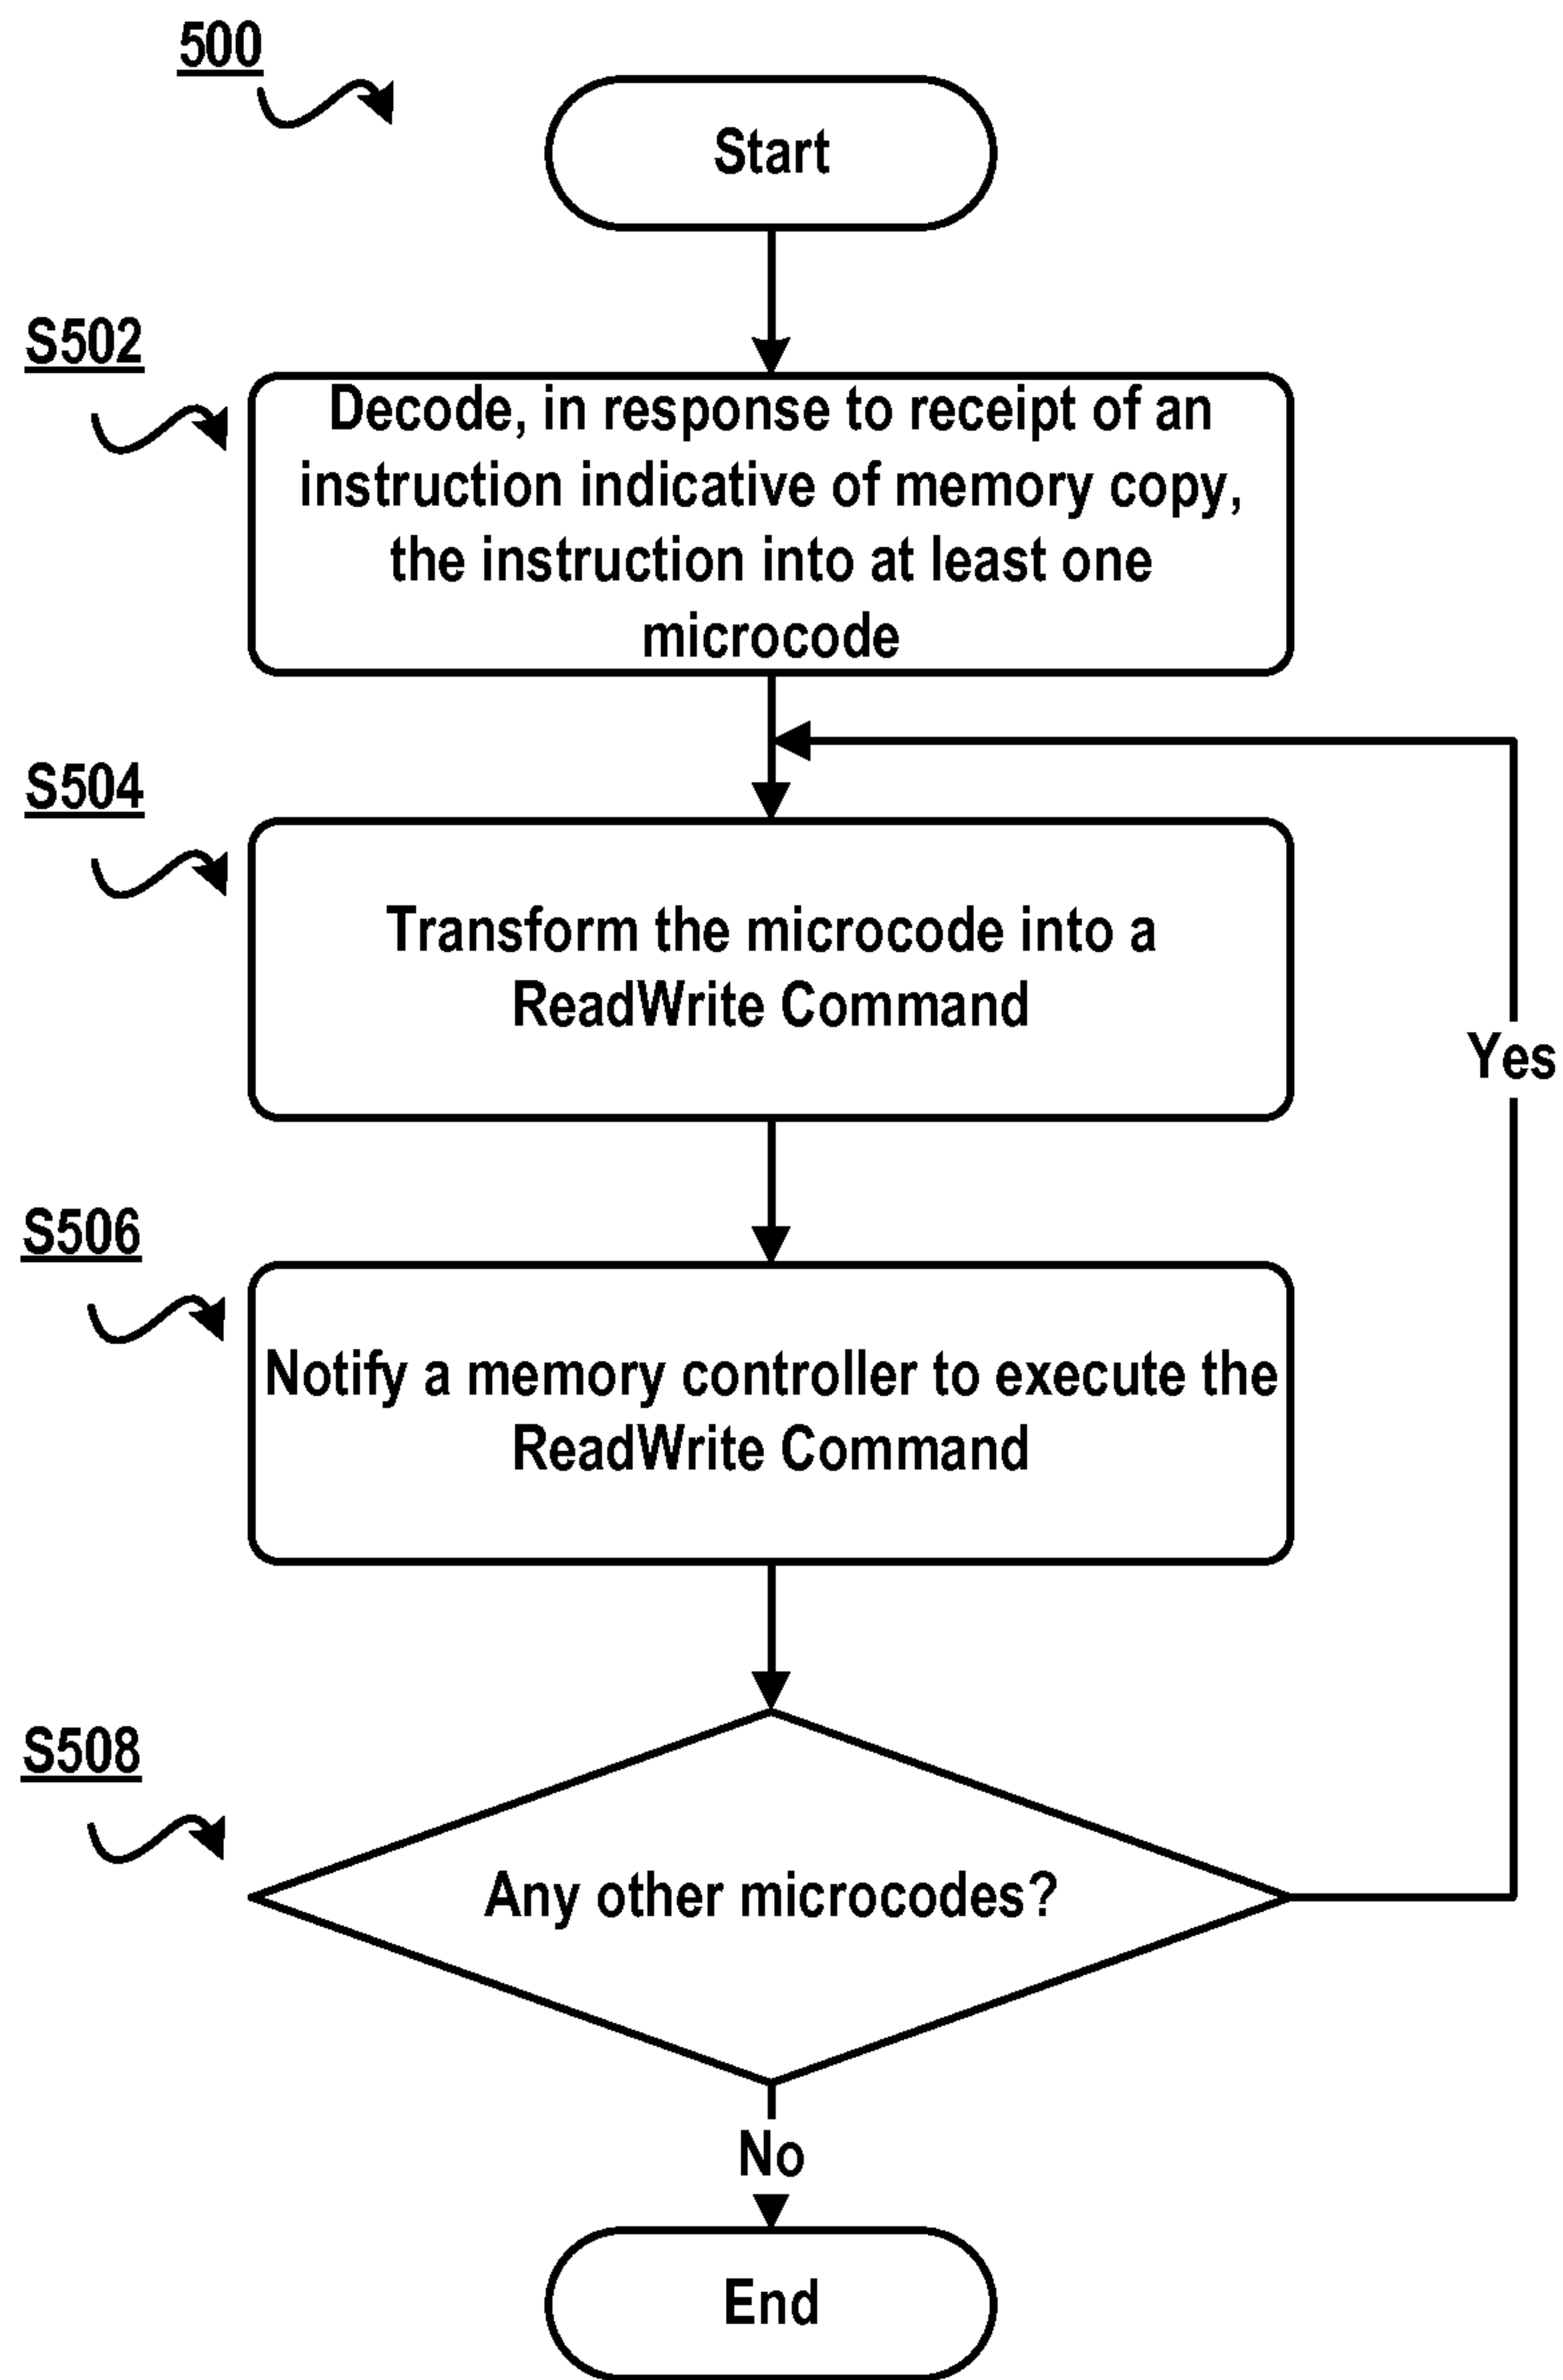 500
Start
S502
Decode, in response to receipt of an
instruction indicative of memory copy,
the instruction into at least one
microcode
S504
Transform the microcode into a
ReadWrite Command
Yes
S506
Notify a memory controller to execute the
ReadWrite Command
S508
Any other microcodes?
No
End